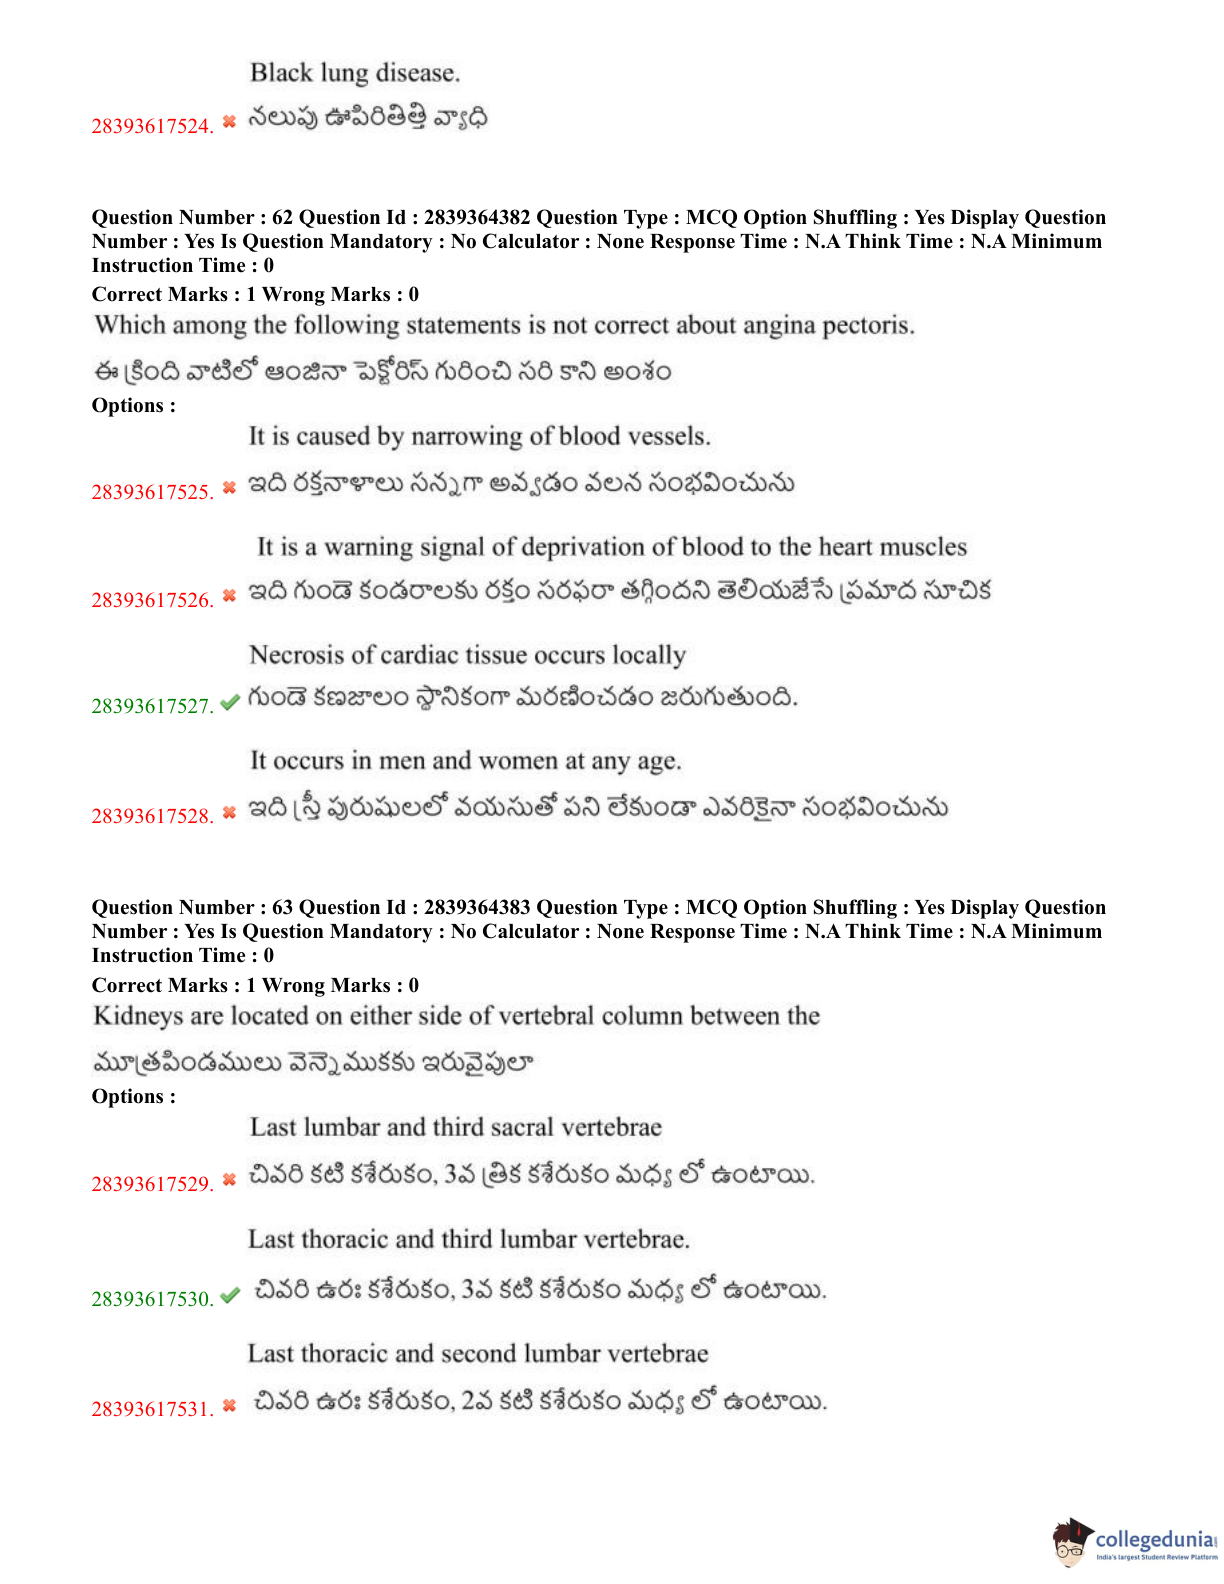 Black lung disease.
28393617524. నలుపు ఊపిరితిత్తి వ్యాధి
Question Number : 62 Question Id : 2839364382 Question Type : MCQ Option Shuffling : Yes Display Question
Number : Yes Is Question Mandatory : No Calculator : None Response Time : N.A Think Time : N.A Minimum
Instruction Time : 0
Correct Marks : 1 Wrong Marks : 0
Which among the following statements is not correct about angina pectoris.
ఈ క్రింది వాటిలో ఆంజినా పెక్టోరిస్ గురించి సరి కాని అంశం
Options :
It is caused by narrowing of blood vessels.
28393617525. ఇది రక్తనాళాలు సన్నగా అవ్వడం వలన సంభవించును
It is a warning signal of deprivation of blood to the heart muscles
28393617526. ఇది గుండె కండరాలకు రక్తం సరఫరా తగ్గిందని తెలియజేసే ప్రమాద సూచిక
Necrosis of cardiac tissue occurs locally
28393617527. గుండె కణజాలం స్థానికంగా మరణించడం జరుగుతుంది.
It occurs in men and women at any age.
28393617528. ఇది స్త్రీ పురుషులలో వయసుతో పని లేకుండా ఎవరికైనా సంభవించును
Question Number : 63 Question Id : 2839364383 Question Type : MCQ Option Shuffling : Yes Display Question
Number : Yes Is Question Mandatory : No Calculator : None Response Time : N.A Think Time : N.A Minimum
Instruction Time : 0
Correct Marks : 1 Wrong Marks : 0
Kidneys are located on either side of vertebral column between the
మూత్రపిండములు వెన్నెముకకు ఇరువైపులా
Options :
Last lumbar and third sacral vertebrae
28393617529. చివరి కటి కశేరుకం, 3వ త్రిక కశేరుకం మధ్య లో ఉంటాయి.
Last thoracic and third lumbar vertebrae.
28393617530. చివరి ఉరః కశేరుకం, 3వ కటి కశేరుకం మధ్య లో ఉంటాయి.
Last thoracic and second lumbar vertebrae
28393617531. చివరి ఉరః కశేరుకం, 2వ కటి కశేరుకం మధ్య లో ఉంటాయి.
collegedunia
India's largest Student Review Platform